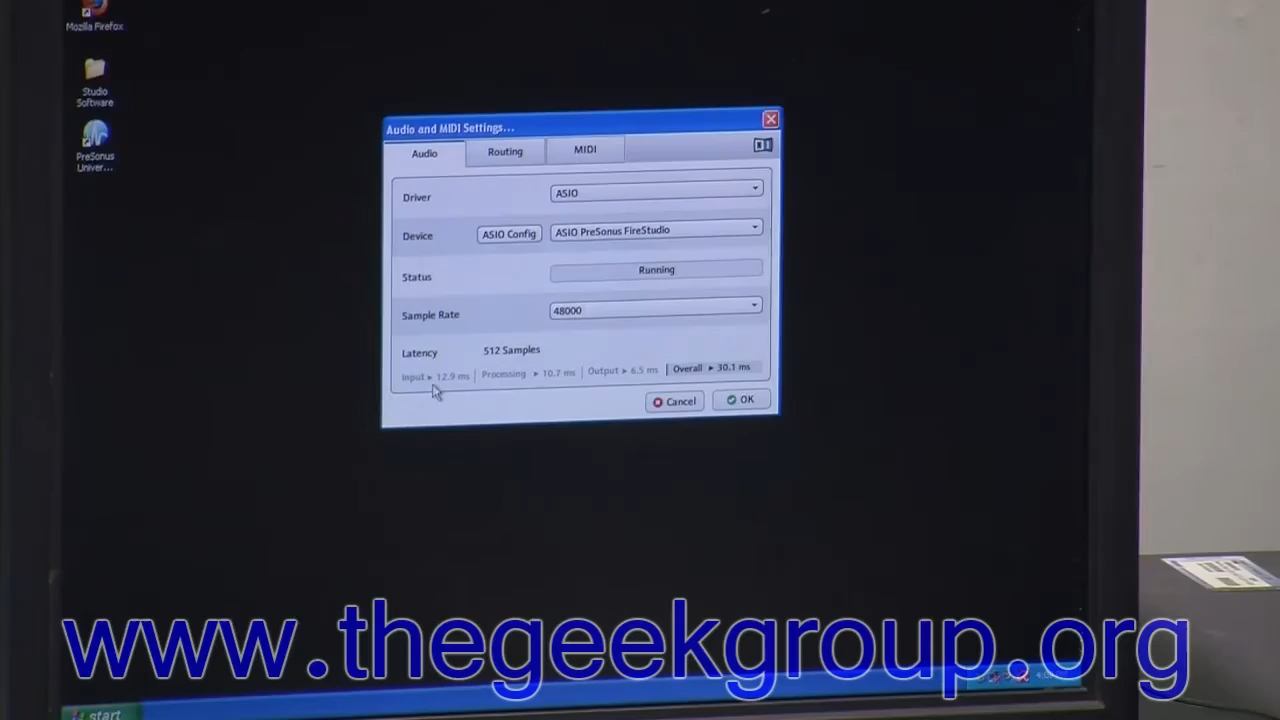 Mozilla Firefox
Studio
Software
PreSonus
Univer...
Audio and MIDI Settings...
Audio
Routing
MIDI
Driver
ASIO
Device
ASIO Config
ASIO PreSonus FireStudio
Status
Running
Sample Rate
48000
Latency
512 Samples
Input ▸ 12.9 ms | Processing ▸ 10.7 ms | Output ▸ 6.5 ms | Overall ▸ 30.1 ms
Cancel
OK
www.thegeekgroup.org
start